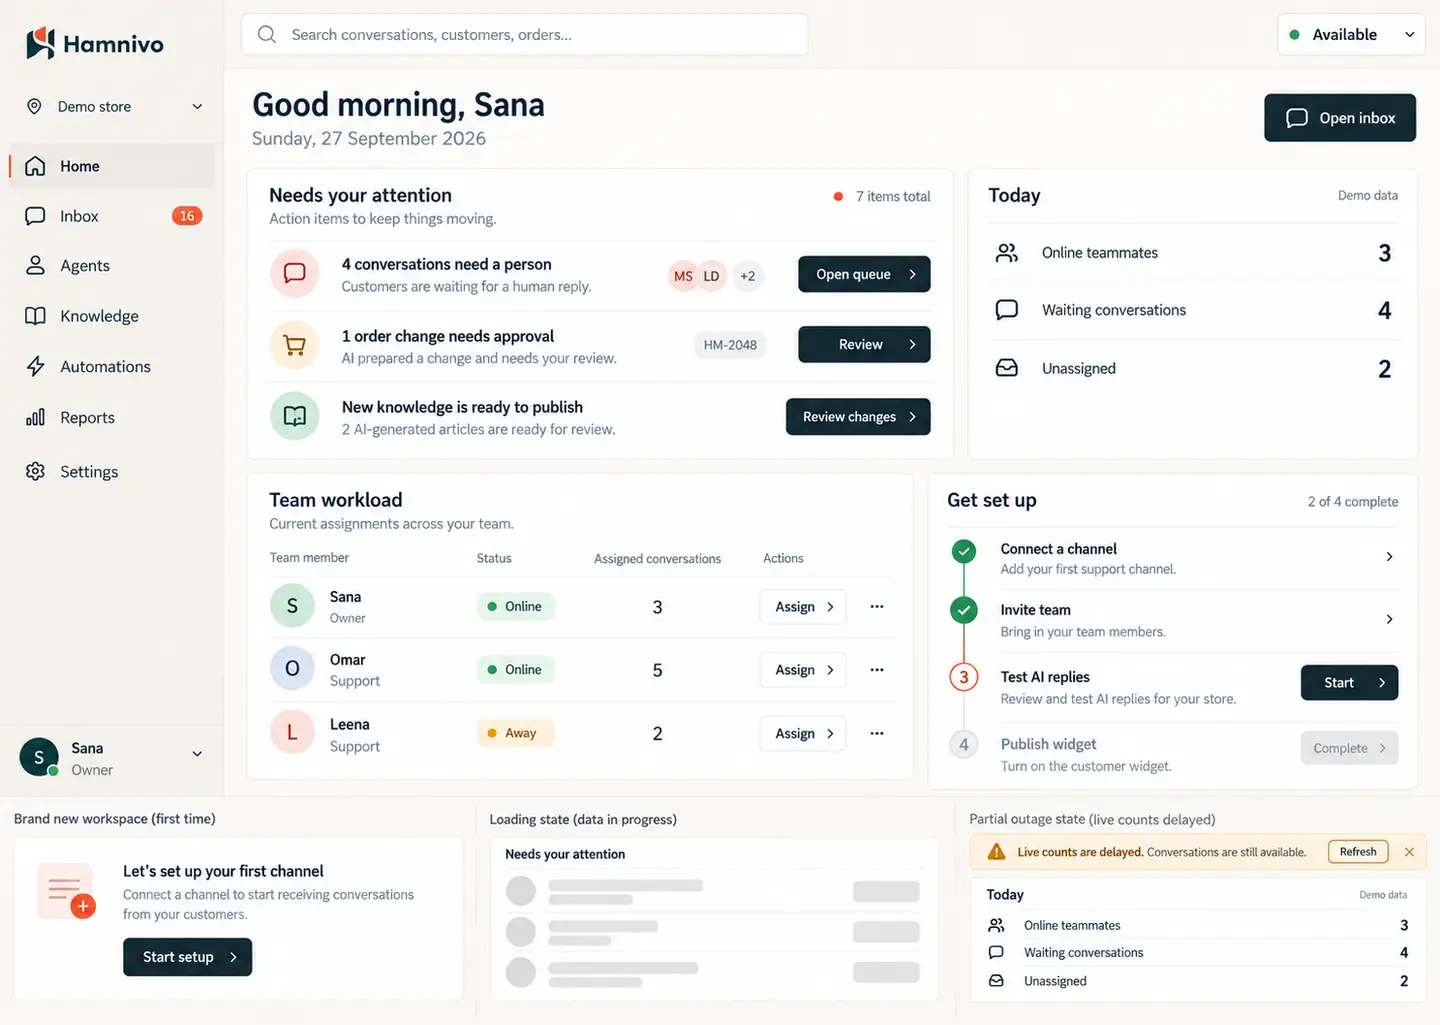 Hamnivo
Search conversations, customers, orders...
Available
Demo store
Home
Inbox
16
Agents
Knowledge
Automations
Reports
Settings
S
Sana
Owner
Good morning, Sana
Sunday, 27 September 2026
Open inbox
Needs your attention
Action items to keep things moving.
7 items total
4 conversations need a person
Customers are waiting for a human reply.
MS LD +2
Open queue
1 order change needs approval
AI prepared a change and needs your review.
HM-2048
Review
New knowledge is ready to publish
2 AI-generated articles are ready for review.
Review changes
Today
Demo data
Online teammates 3
Waiting conversations 4
Unassigned 2
Team workload
Current assignments across your team.
Team member Status Assigned conversations Actions
S
Sana
Owner
Online
3
Assign
O
Omar
Support
Online
5
Assign
L
Leena
Support
Away
2
Assign
Get set up
2 of 4 complete
Connect a channel
Add your first support channel.
Invite team
Bring in your team members.
3
Test AI replies
Review and test AI replies for your store.
Start
4
Publish widget
Turn on the customer widget.
Complete
Brand new workspace (first time)
Let's set up your first channel
Connect a channel to start receiving conversations
from your customers.
Start setup
Loading state (data in progress)
Needs your attention
Partial outage state (live counts delayed)
Live counts are delayed. Conversations are still available.
Refresh
Today
Demo data
Online teammates 3
Waiting conversations 4
Unassigned 2